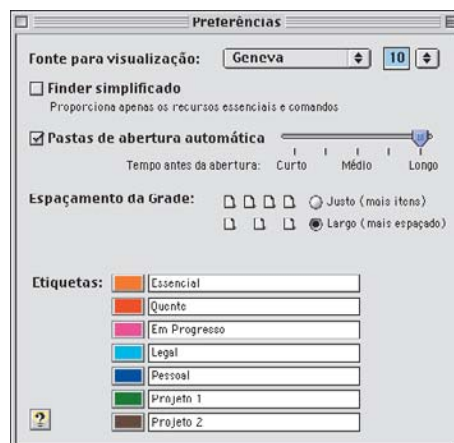 Preferências
Fonte para visualização: Geneva 10
Finder simplificado
Proporciona apenas os recursos essenciais e comandos
Pastas de abertura automática
Tempo antes da abertura: Curto Médio Longo
Espaçamento da Grade: Justo (mais itens)
Largo (mais espaçado)
Etiquetas: Essencial
Quente
Em Progresso
Legal
Pessoal
Projeto 1
? Projeto 2